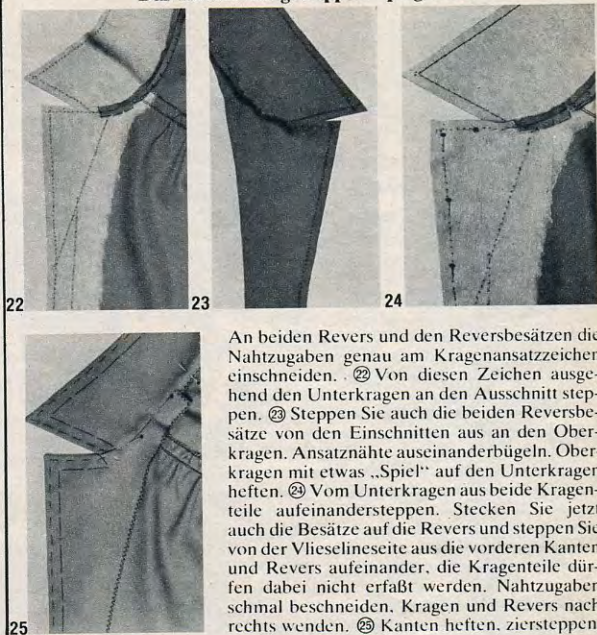 22
23
24
25
An beiden Revers und den Reversbesätzen die
Nahtzugaben genau am Kragenansatzzeichen
einschneiden. ㉒ Von diesen Zeichen ausge-
hend den Unterkragen an den Ausschnitt step-
pen. ㉓ Steppen Sie auch die beiden Reversbe-
sätze von den Einschnitten aus an den Ober-
kragen. Ansatznähte auseinanderbügeln. Ober-
kragen mit etwas „Spiel“ auf den Unterkragen
heften. ㉔ Vom Unterkragen aus beide Kragen-
teile aufeinandersteppen. Stecken Sie jetzt
auch die Besätze auf die Revers und steppen Sie
von der Vlieselineseite aus die vorderen Kanten
und Revers aufeinander, die Kragenteile dür-
fen dabei nicht erfaßt werden. Nahtzugaben
schmal beschneiden. Kragen und Revers nach
rechts wenden. ㉕ Kanten heften, ziersteppen.